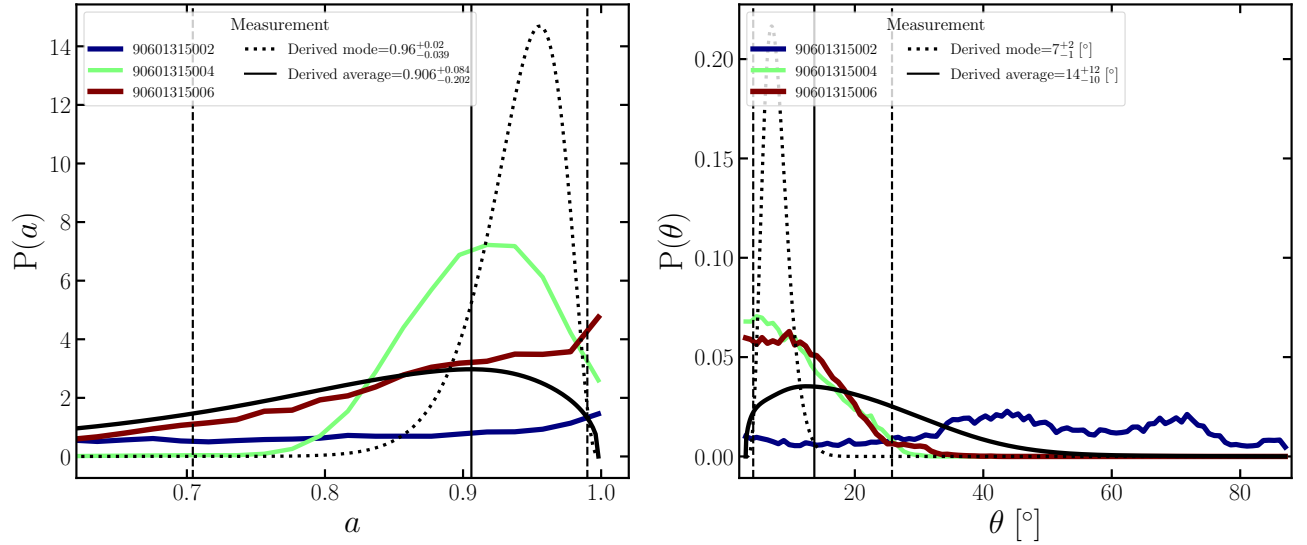 Measurement
90601315002
90601315004
90601315006
Derived mode=0.96^{+0.02}_{-0.039}
Derived average=0.906^{+0.084}_{-0.202}
P(a)
14
12
10
8
6
4
2
0
0.7
0.8
0.9
1.0
a
Measurement
90601315002
90601315004
90601315006
Derived mode=7^{+2}_{-1} [°]
Derived average=14^{+12}_{-10} [°]
P(θ)
0.20
0.15
0.10
0.05
0.00
20
40
60
80
θ [°]